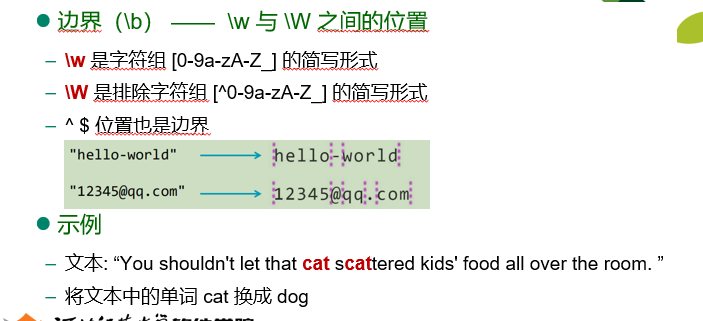 边界（\b） —— \w 与 \W 之间的位置
– \w 是字符组 [0-9a-zA-Z_] 的简写形式
– \W 是排除字符组 [^0-9a-zA-Z_] 的简写形式
– ^ $ 位置也是边界
"hello-world" hello-world
"12345@qq.com" 12345@qq.com
示例
– 文本: “You shouldn't let that cat scattered kids' food all over the room. ”
– 将文本中的单词 cat 换成 dog